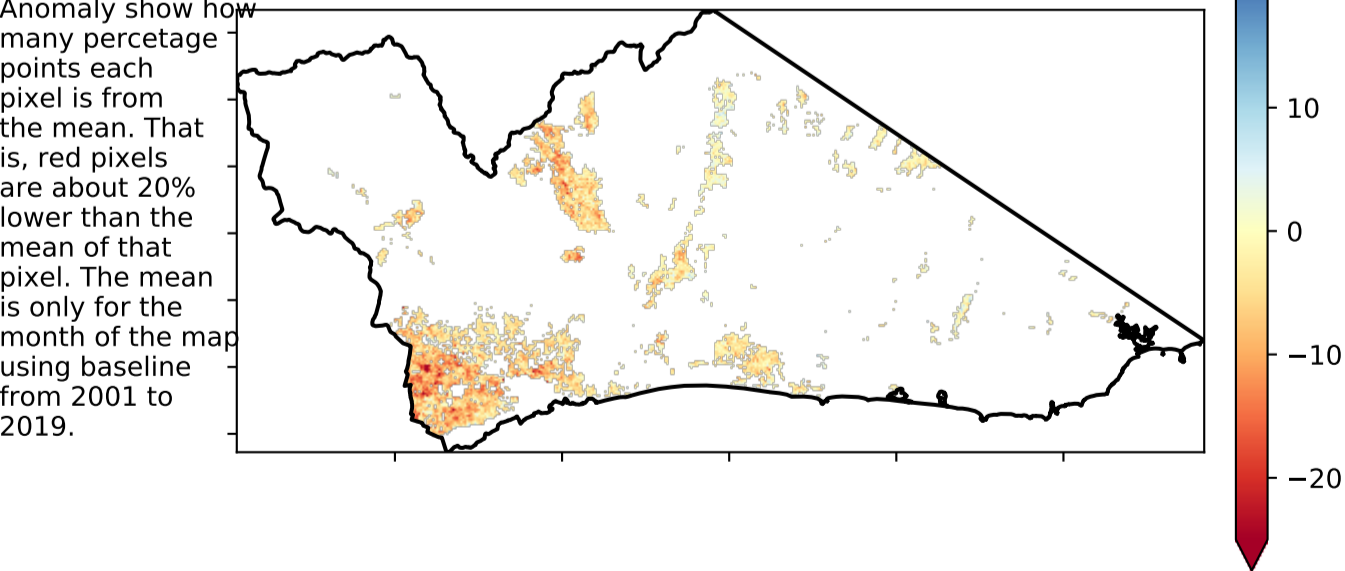 Anomaly show how
many percetage
points each
pixel is from
the mean. That
is, red pixels
are about 20%
lower than the
mean of that
pixel. The mean
is only for the
month of the map
using baseline
from 2001 to
2019.
10
0
−10
−20